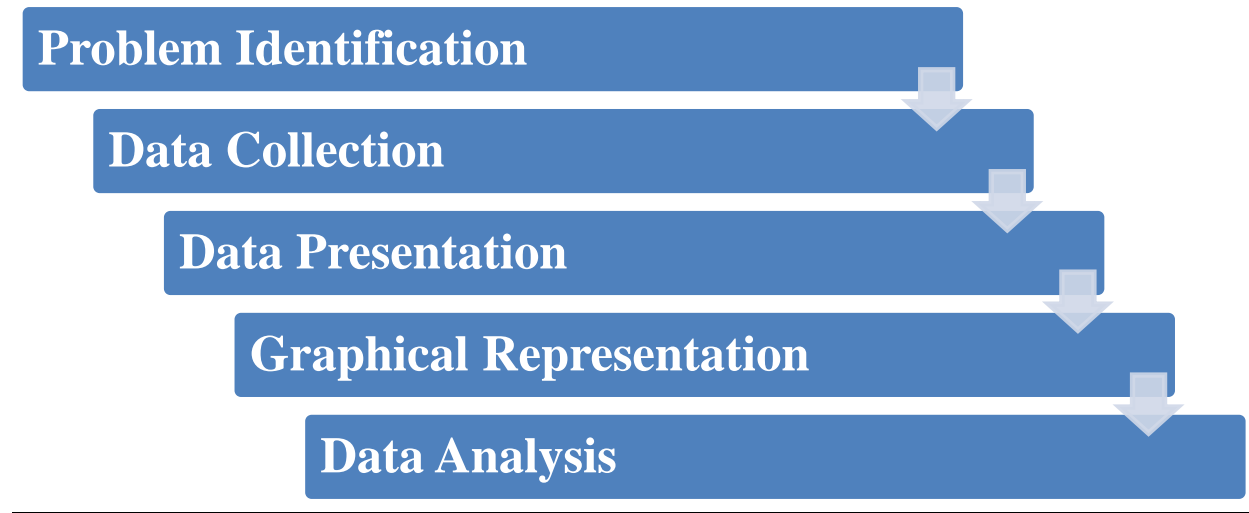 Problem Identification
Data Collection
Data Presentation
Graphical Representation
Data Analysis